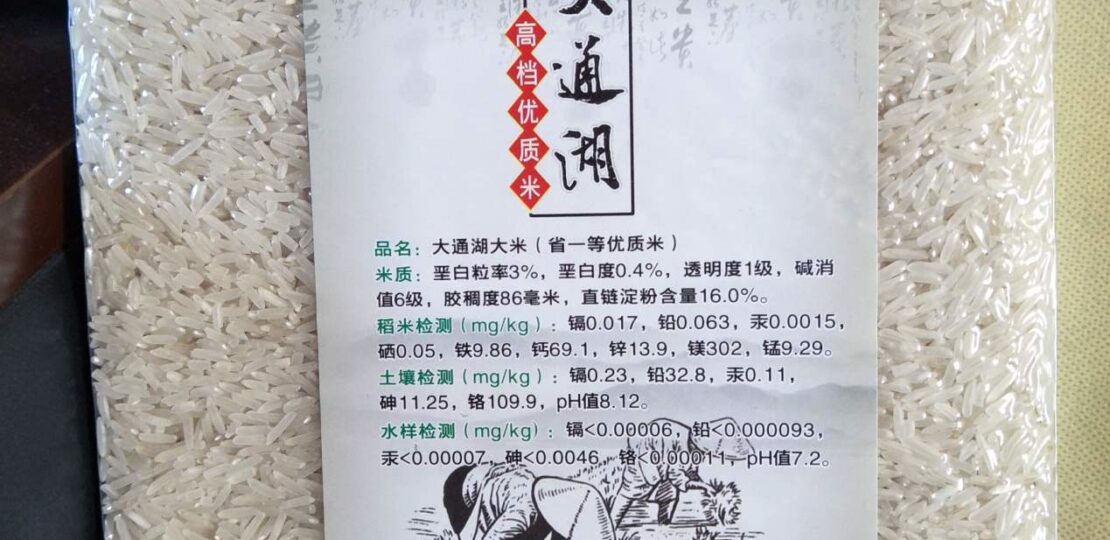 高档优质米
通湖
品名：大通湖大米（省一等优质米）
米质：垩白粒率3%，垩白度0.4%，透明度1级，碱消
值6级，胶稠度86毫米，直链淀粉含量16.0%。
稻米检测（mg/kg）：镉0.017，铅0.063，汞0.0015，
硒0.05，铁9.86，钙69.1，锌13.9，镁302，锰9.29。
土壤检测（mg/kg）：镉0.23，铅32.8，汞0.11，
砷11.25，铬109.9，pH值8.12。
水样检测（mg/kg）：镉<0.00006，铅<0.000093，
汞<0.00007，砷<0.0046，铬<0.00011，pH值7.2。